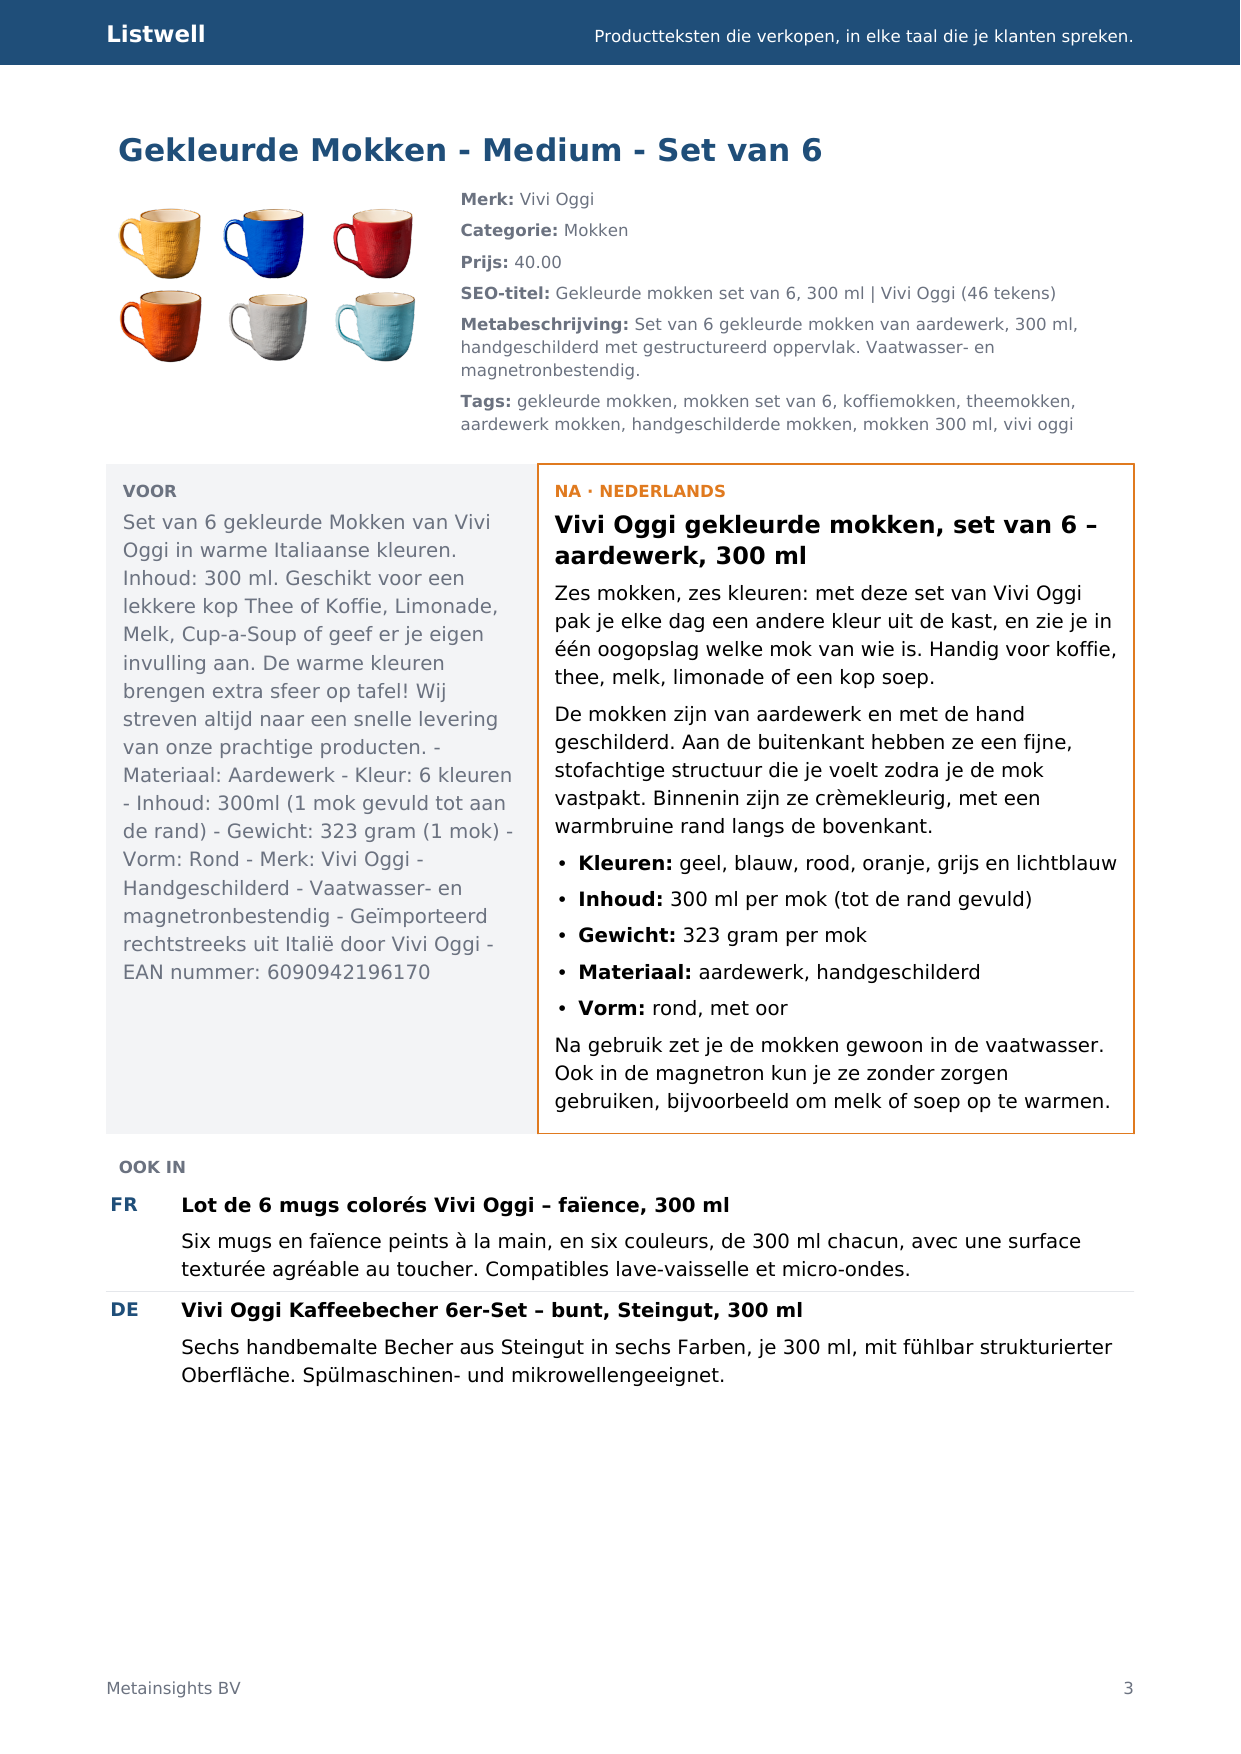 Listwell
Productteksten die verkopen, in elke taal die je klanten spreken.
Gekleurde Mokken - Medium - Set van 6
Merk: Vivi Oggi
Categorie: Mokken
Prijs: 40.00
SEO-titel: Gekleurde mokken set van 6, 300 ml | Vivi Oggi (46 tekens)
Metabeschrijving: Set van 6 gekleurde mokken van aardewerk, 300 ml,
handgeschilderd met gestructureerd oppervlak. Vaatwasser- en
magnetronbestendig.
Tags: gekleurde mokken, mokken set van 6, koffiemokken, theemokken,
aardewerk mokken, handgeschilderde mokken, mokken 300 ml, vivi oggi
VOOR
Set van 6 gekleurde Mokken van Vivi
Oggi in warme Italiaanse kleuren.
Inhoud: 300 ml. Geschikt voor een
lekkere kop Thee of Koffie, Limonade,
Melk, Cup-a-Soup of geef er je eigen
invulling aan. De warme kleuren
brengen extra sfeer op tafel! Wij
streven altijd naar een snelle levering
van onze prachtige producten. -
Materiaal: Aardewerk - Kleur: 6 kleuren
- Inhoud: 300ml (1 mok gevuld tot aan
de rand) - Gewicht: 323 gram (1 mok) -
Vorm: Rond - Merk: Vivi Oggi -
Handgeschilderd - Vaatwasser- en
magnetronbestendig - Geïmporteerd
rechtstreeks uit Italië door Vivi Oggi -
EAN nummer: 6090942196170
NA · NEDERLANDS
Vivi Oggi gekleurde mokken, set van 6 –
aardewerk, 300 ml
Zes mokken, zes kleuren: met deze set van Vivi Oggi
pak je elke dag een andere kleur uit de kast, en zie je in
één oogopslag welke mok van wie is. Handig voor koffie,
thee, melk, limonade of een kop soep.
De mokken zijn van aardewerk en met de hand
geschilderd. Aan de buitenkant hebben ze een fijne,
stofachtige structuur die je voelt zodra je de mok
vastpakt. Binnenin zijn ze crèmekleurig, met een
warmbruine rand langs de bovenkant.
• Kleuren: geel, blauw, rood, oranje, grijs en lichtblauw
• Inhoud: 300 ml per mok (tot de rand gevuld)
• Gewicht: 323 gram per mok
• Materiaal: aardewerk, handgeschilderd
• Vorm: rond, met oor
Na gebruik zet je de mokken gewoon in de vaatwasser.
Ook in de magnetron kun je ze zonder zorgen
gebruiken, bijvoorbeeld om melk of soep op te warmen.
OOK IN
FR
Lot de 6 mugs colorés Vivi Oggi – faïence, 300 ml
Six mugs en faïence peints à la main, en six couleurs, de 300 ml chacun, avec une surface
texturée agréable au toucher. Compatibles lave-vaisselle et micro-ondes.
DE
Vivi Oggi Kaffeebecher 6er-Set – bunt, Steingut, 300 ml
Sechs handbemalte Becher aus Steingut in sechs Farben, je 300 ml, mit fühlbar strukturierter
Oberfläche. Spülmaschinen- und mikrowellengeeignet.
Metainsights BV
3